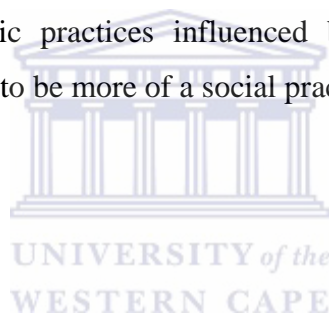 ic practices influenced
to be more of a social prac
UNIVERSITY of the
WESTERN CAPE